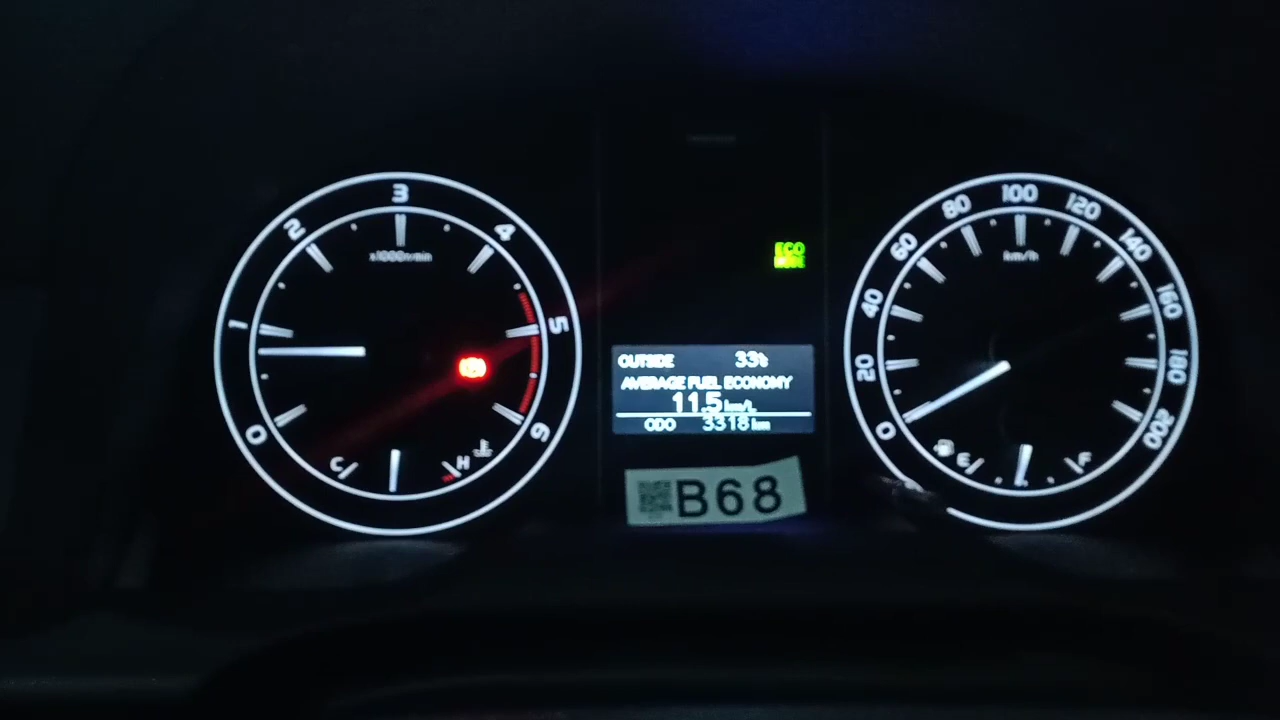 0
1
2
3
4
5
6
x1000r/min
C
H
ECO
MODE
OUTSIDE 33°c
AVERAGE FUEL ECONOMY
11.5 km/L
ODO 3318 km
B68
0
20
40
60
80
100
120
140
160
180
200
km/h
E
F